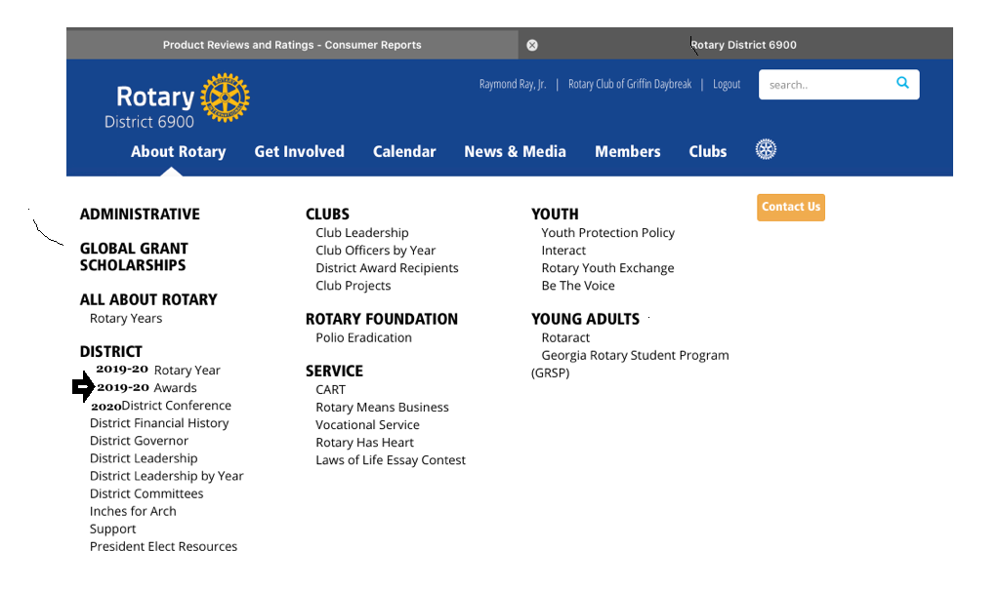 Product Reviews and Ratings - Consumer Reports
Rotary District 6900
Rotary
District 6900
Raymond Ray, Jr. | Rotary Club of Griffin Daybreak | Logout
search..
About Rotary Get Involved Calendar News & Media Members Clubs
ADMINISTRATIVE
GLOBAL GRANT
SCHOLARSHIPS
ALL ABOUT ROTARY
Rotary Years
DISTRICT
2019-20 Rotary Year
2019-20 Awards
2020District Conference
District Financial History
District Governor
District Leadership
District Leadership by Year
District Committees
Inches for Arch
Support
President Elect Resources
CLUBS
Club Leadership
Club Officers by Year
District Award Recipients
Club Projects
ROTARY FOUNDATION
Polio Eradication
SERVICE
CART
Rotary Means Business
Vocational Service
Rotary Has Heart
Laws of Life Essay Contest
YOUTH
Youth Protection Policy
Interact
Rotary Youth Exchange
Be The Voice
YOUNG ADULTS
Rotaract
Georgia Rotary Student Program
(GRSP)
Contact Us